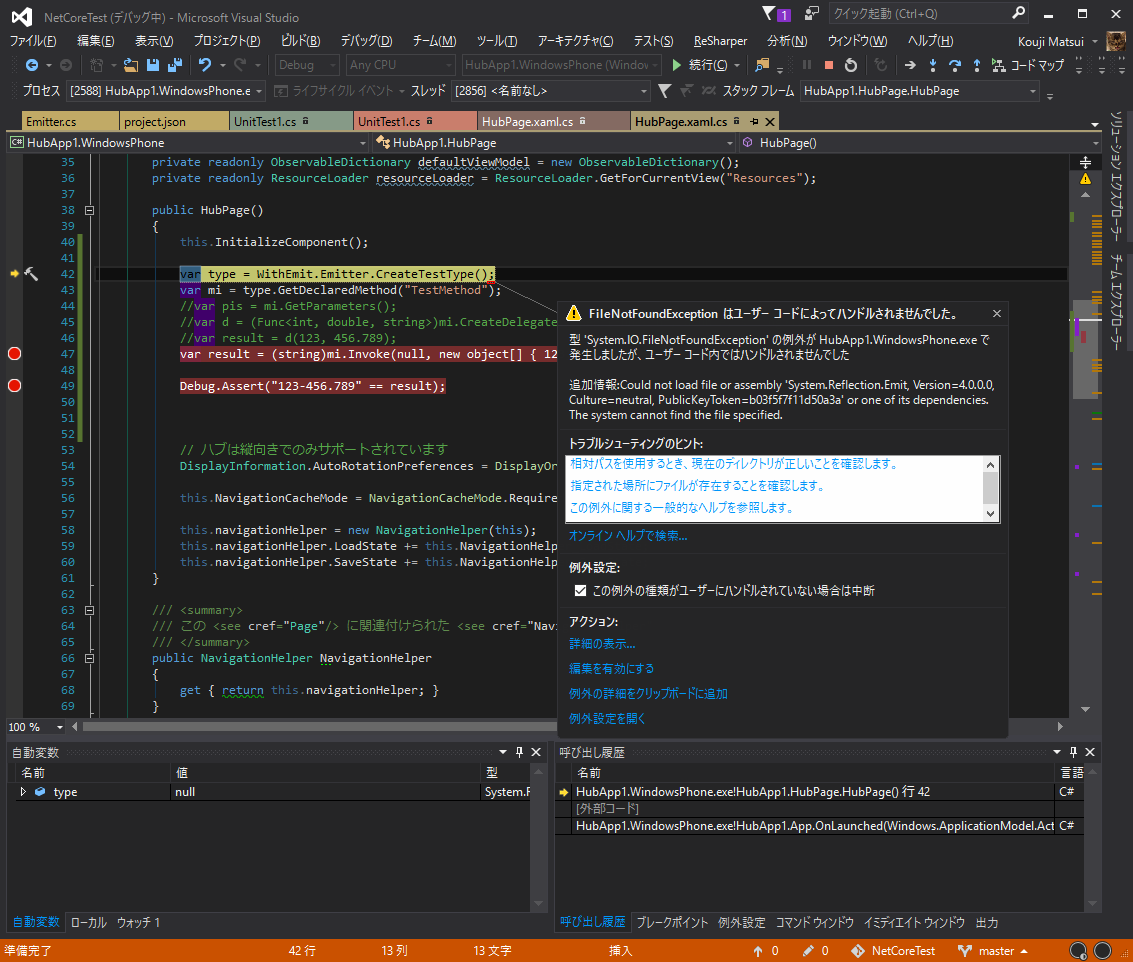 NetCoreTest (デバッグ中) - Microsoft Visual Studio
1
クイック起動 (Ctrl+Q)
ファイル(F) 編集(E) 表示(V) プロジェクト(P) ビルド(B) デバッグ(D) チーム(M) ツール(T) アーキテクチャ(C) テスト(S) ReSharper 分析(N) ウィンドウ(W) ヘルプ(H) Kouji Matsui
Debug Any CPU HubApp1.WindowsPhone (Windov 続行(C) コード マップ
プロセス [2588] HubApp1.WindowsPhone.e ライフサイクル イベント スレッド [2856] <名前なし> スタック フレーム HubApp1.HubPage.HubPage
Emitter.cs project.json UnitTest1.cs UnitTest1.cs HubPage.xaml.cs HubPage.xaml.cs
HubApp1.WindowsPhone HubApp1.HubPage HubPage()
ソリューション エクスプローラー
チーム エクスプローラー
35 private readonly ObservableDictionary defaultViewModel = new ObservableDictionary();
36 private readonly ResourceLoader resourceLoader = ResourceLoader.GetForCurrentView("Resources");
37
38 public HubPage()
39 {
40 this.InitializeComponent();
41
42 var type = WithEmit.Emitter.CreateTestType();
43 var mi = type.GetDeclaredMethod("TestMethod");
44 //var pis = mi.GetParameters();
45 //var d = (Func<int, double, string>)mi.CreateDelegate
46 //var result = d(123, 456.789);
47 var result = (string)mi.Invoke(null, new object[] { 12
48
49 Debug.Assert("123-456.789" == result);
50
51
52
53 // ハブは縦向きでのみサポートされています
54 DisplayInformation.AutoRotationPreferences = DisplayOr
55
56 this.NavigationCacheMode = NavigationCacheMode.Require
57
58 this.navigationHelper = new NavigationHelper(this);
59 this.navigationHelper.LoadState += this.NavigationHelp
60 this.navigationHelper.SaveState += this.NavigationHelp
61 }
62
63 /// <summary>
64 /// この <see cref="Page"/> に関連付けられた <see cref="Navi
65 /// </summary>
66 public NavigationHelper NavigationHelper
67 {
68 get { return this.navigationHelper; }
69 }
FileNotFoundException はユーザー コードによってハンドルされませんでした。
型 'System.IO.FileNotFoundException' の例外が HubApp1.WindowsPhone.exe で
発生しましたが、ユーザー コード内ではハンドルされませんでした
追加情報:Could not load file or assembly 'System.Reflection.Emit, Version=4.0.0.0,
Culture=neutral, PublicKeyToken=b03f5f7f11d50a3a' or one of its dependencies.
The system cannot find the file specified.
トラブルシューティングのヒント:
相対パスを使用するとき、現在のディレクトリが正しいことを確認します。
指定された場所にファイルが存在することを確認します。
この例外に関する一般的なヘルプを参照します。
オンライン ヘルプで検索...
例外設定:
この例外の種類がユーザーにハンドルされていない場合は中断
アクション:
詳細の表示...
編集を有効にする
例外の詳細をクリップボードに追加
例外設定を開く
100 %
自動変数
名前 値 型
type null System.F
自動変数 ローカル ウォッチ 1
呼び出し履歴
名前 言語
HubApp1.WindowsPhone.exe!HubApp1.HubPage.HubPage() 行 42 C#
[外部コード]
HubApp1.WindowsPhone.exe!HubApp1.App.OnLaunched(Windows.ApplicationModel.Act C#
呼び出し履歴 ブレークポイント 例外設定 コマンド ウィンドウ イミディエイト ウィンドウ 出力
準備完了 42 行 13 列 13 文字 挿入 0 0 NetCoreTest master